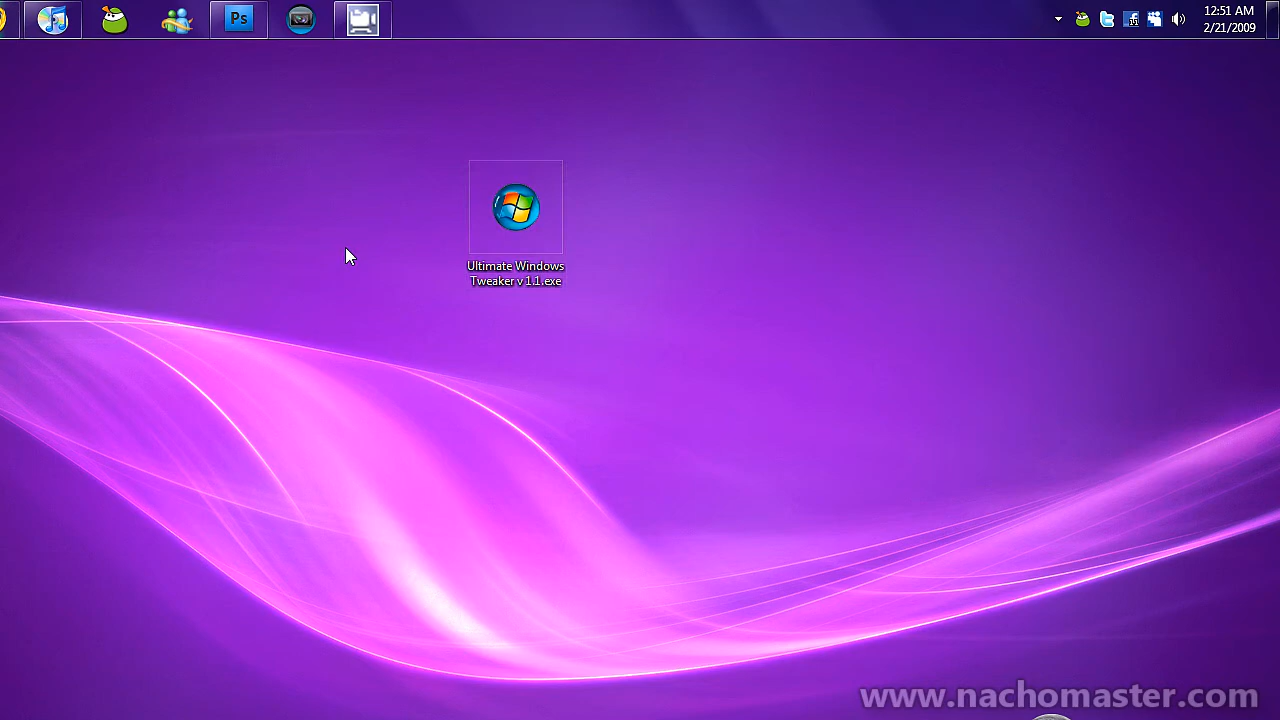 Ps
12:51 AM
2/21/2009
Ultimate Windows
Tweaker v 1.1.exe
www.nachomaster.com